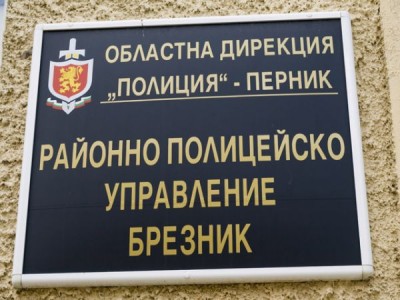 ОБЛАСТНА ДИРЕКЦИЯ
„ПОЛИЦИЯ“ - ПЕРНИК
РАЙОННО ПОЛИЦЕЙСКО
УПРАВЛЕНИЕ
БРЕЗНИК